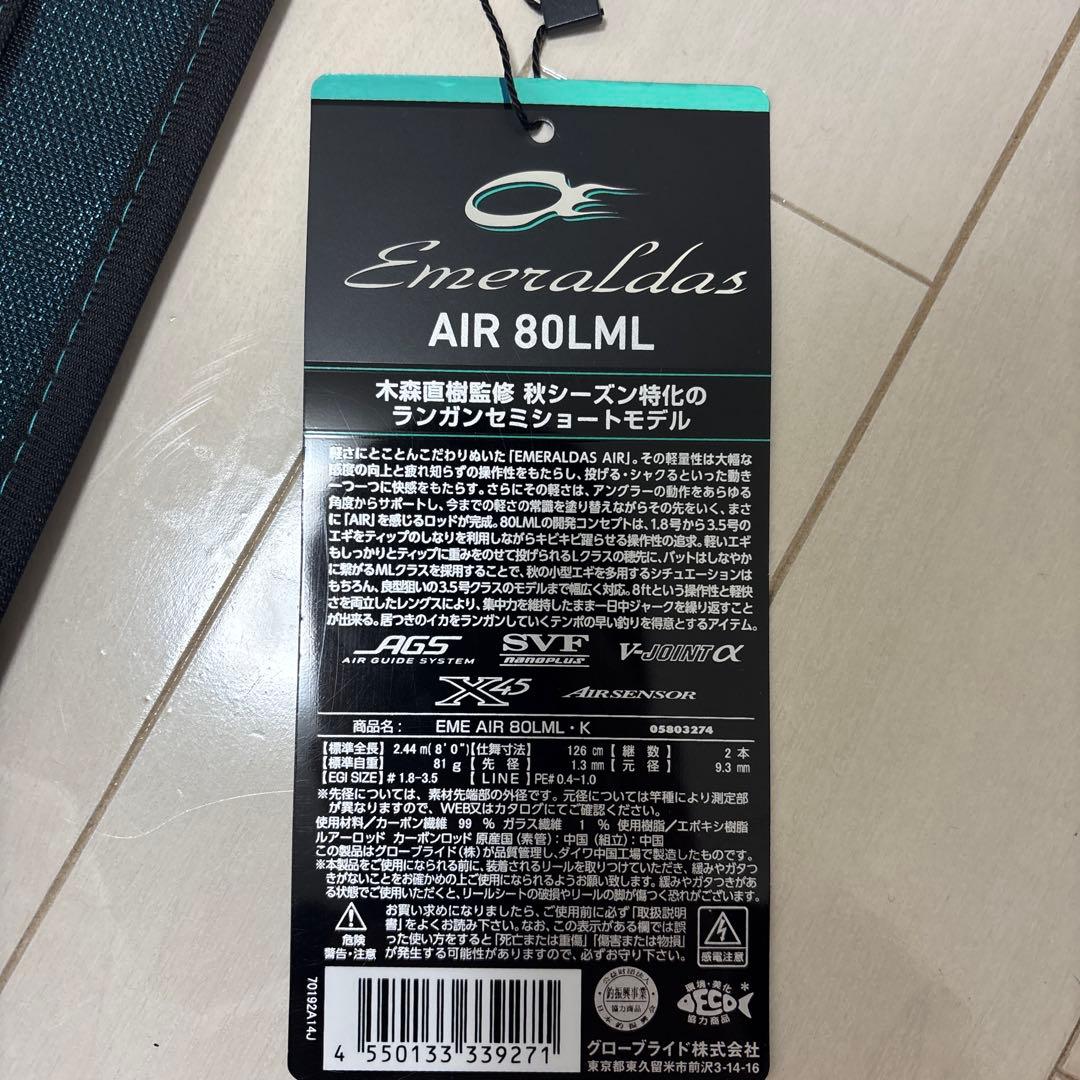 Emeraldas
AIR 80LML
木森直樹監修 秋シーズン特化の
ランガンセミショートモデル
軽さにとことんこだわりぬいた「EMERALDAS AIR」。その軽量性は大幅な
感度の向上と疲れ知らずの操作性をもたらし、投げる・シャクるといった動き
一つ一つに快感をもたらす。さらにその軽さは、アングラーの動作をあらゆる
角度からサポートし、今までの軽さの常識を塗り替えながらその先をいく、まさ
に「AIR」を感じるロッドが完成。80LMLの開発コンセプトは、1.8号から3.5号の
エギをティップのしなりを利用しながらキビキビ躍らせる操作性の追求。軽いエギ
もしっかりとティップに重みをのせて投げられるLクラスの穂先に、バットはしなやか
に繋がるMLクラスを採用することで、秋の小型エギを多用するシチュエーションは
もちろん、良型狙いの3.5号クラスのモデルまで幅広く対応。8ftという操作性と軽快
さを両立したレングスにより、集中力を維持したまま一日中ジャークを繰り返すこと
が出来る。居つきのイカをランガンしていくテンポの早い釣りを得意とするアイテム。
AGS SVF V-JOINT α
AIR GUIDE SYSTEM nanoplus
X45 AIRSENSOR
商品名: EME AIR 80LML・K 05803274
【標準全長】 2.44 m(8'0")【仕舞寸法】 126 cm【継数】 2 本
【標準自重】 81 g【先径】 1.3 mm【元径】 9.3 mm
【EGI SIZE】# 1.8-3.5 【LINE】PE# 0.4-1.0
※先径については、素材先端部の外径です。元径については竿種により測定部
が異なりますので、WEB又はカタログにてご確認ください。
使用材料/カーボン繊維 99 % ガラス繊維 1 % 使用樹脂/エポキシ樹脂
ルアーロッド カーボンロッド 原産国(素管):中国(組立):中国
この製品はグローブライド(株)が品質管理し、ダイワ中国工場で製造したものです。
※本製品をご使用になられる前に、装着されるリールを取りつけていただき、緩みやガタつ
きがないことをお確かめの上ご使用になられるようお願い致します。緩みやガタつきがあ
る状態でご使用いただくと、リールシートの破損やリールの脚が傷つく恐れがございます。
危険
警告・注意
お買い求めになりましたら、ご使用前に必ず「取扱説明
書」をよくお読み下さい。なお、この表示がある欄では誤
った使い方をすると「死亡または重傷」「傷害または物損」
が発生する可能性がありますので、必ずお守り下さい。
感電注意
70192A14J
4 550133 339271
公益財団法人
釣振興事業
協力商品
環境・美化
DECO
協力商品
グローブライド株式会社
東京都東久留米市前沢3-14-16